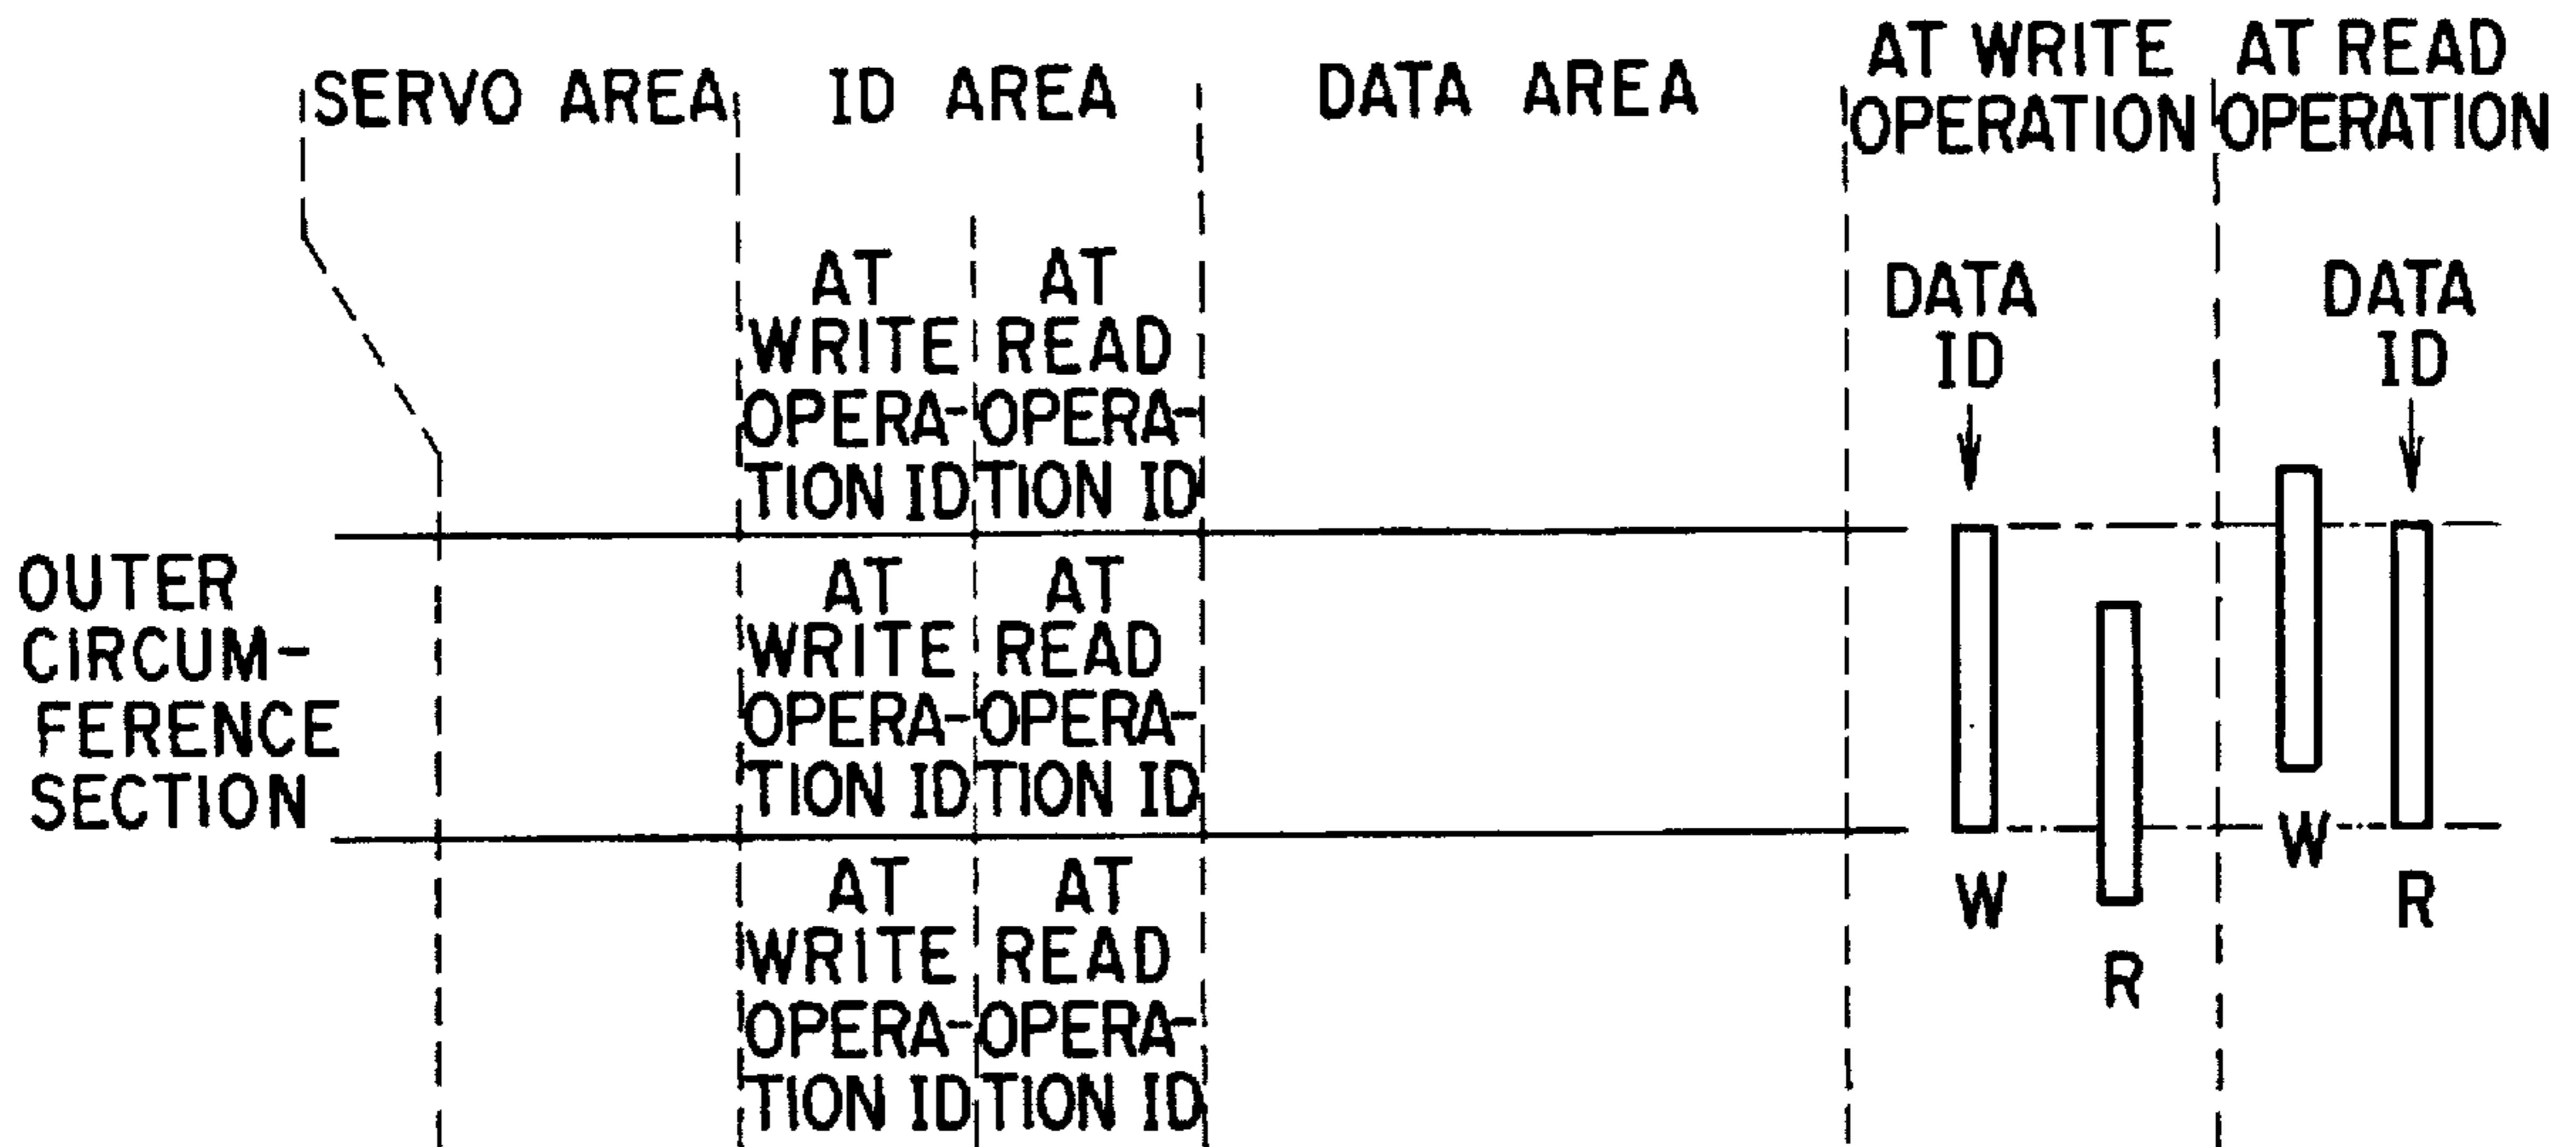 SERVO AREA ID AREA DATA AREA AT WRITE OPERATION AT READ OPERATION
AT WRITE OPERA-
TION ID
AT READ OPERA-
TION ID
DATA
ID
DATA
ID
OUTER
CIRCUM-
FERENCE
SECTION
AT
WRITE
OPERA-
TION ID
AT
READ
OPERA-
TION ID
W
R
W
R
AT
WRITE
OPERA-
TION ID
AT
READ
OPERA-
TION ID